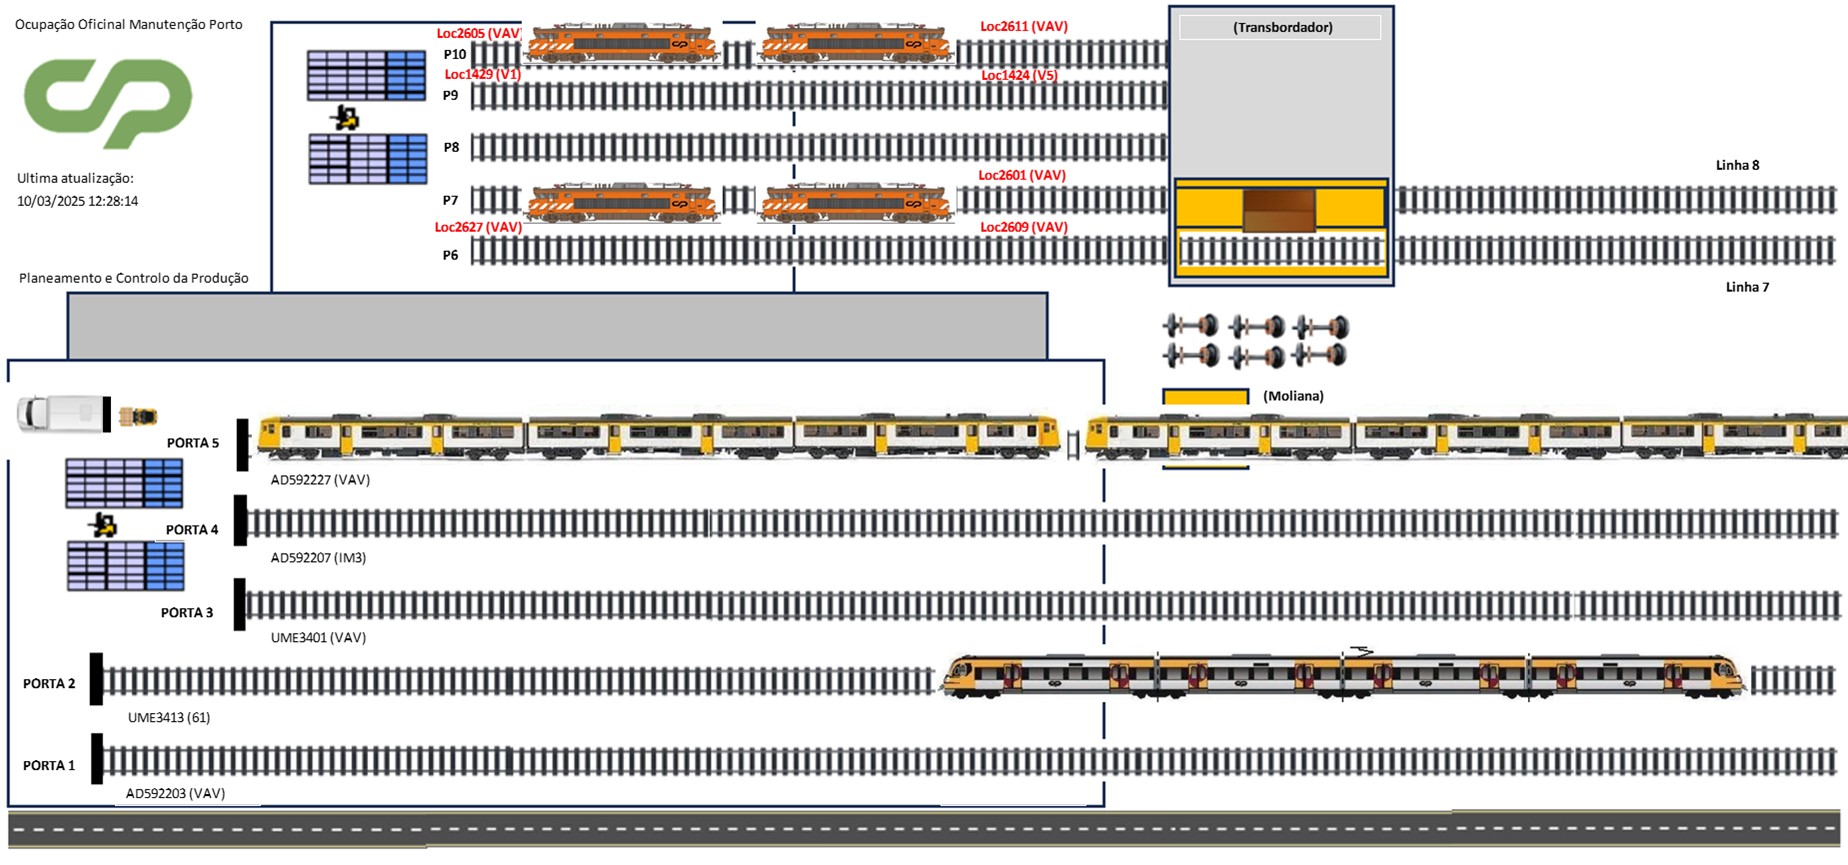 Ocupação Oficinal Manutenção Porto
Ultima atualização:
10/03/2025 12:28:14
Planeamento e Controlo da Produção
Loc2605 (VAV)
Loc2611 (VAV)
P10
Loc1429 (V1)
Loc1424 (V5)
P9
P8
Loc2601 (VAV)
P7
Loc2627 (VAV)
Loc2609 (VAV)
P6
(Transbordador)
Linha 8
Linha 7
(Moliana)
PORTA 5
AD592227 (VAV)
PORTA 4
AD592207 (IM3)
PORTA 3
UME3401 (VAV)
PORTA 2
UME3413 (61)
PORTA 1
AD592203 (VAV)